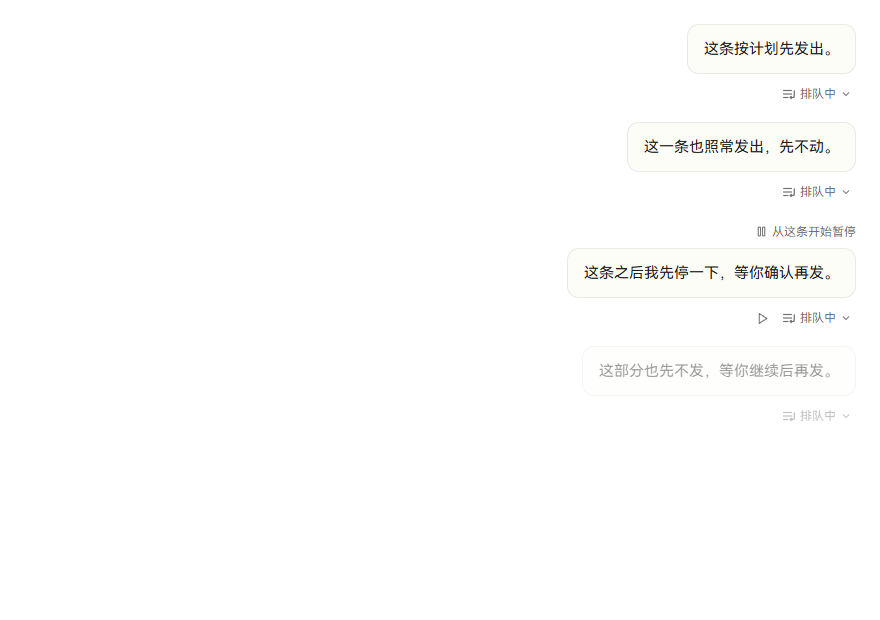 这条按计划先发出。
排队中
这一条也照常发出，先不动。
排队中
从这条开始暂停
这条之后我先停一下，等你确认再发。
排队中
这部分也先不发，等你继续后再发。
排队中